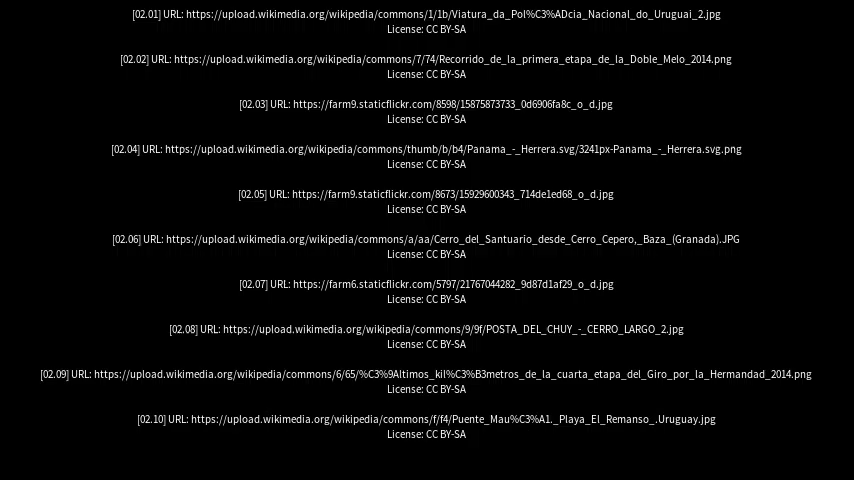 [02.01] URL: https://upload.wikimedia.org/wikipedia/commons/1/1b/Viatura_da_Pol%C3%ADcia_Nacional_do_Uruguai_2.jpg
License: CC BY-SA
[02.02] URL: https://upload.wikimedia.org/wikipedia/commons/7/74/Recorrido_de_la_primera_etapa_de_la_Doble_Melo_2014.png
License: CC BY-SA
[02.03] URL: https://farm9.staticflickr.com/8598/15875873733_0d6906fa8c_o_d.jpg
License: CC BY-SA
[02.04] URL: https://upload.wikimedia.org/wikipedia/commons/thumb/b/b4/Panama_-_Herrera.svg/3241px-Panama_-_Herrera.svg.png
License: CC BY-SA
[02.05] URL: https://farm9.staticflickr.com/8673/15929600343_714de1ed68_o_d.jpg
License: CC BY-SA
[02.06] URL: https://upload.wikimedia.org/wikipedia/commons/a/aa/Cerro_del_Santuario_desde_Cerro_Cepero,_Baza_(Granada).JPG
License: CC BY-SA
[02.07] URL: https://farm6.staticflickr.com/5797/21767044282_9d87d1af29_o_d.jpg
License: CC BY-SA
[02.08] URL: https://upload.wikimedia.org/wikipedia/commons/9/9f/POSTA_DEL_CHUY_-_CERRO_LARGO_2.jpg
License: CC BY-SA
[02.09] URL: https://upload.wikimedia.org/wikipedia/commons/6/65/%C3%9Altimos_kil%C3%B3metros_de_la_cuarta_etapa_del_Giro_por_la_Hermandad_2014.png
License: CC BY-SA
[02.10] URL: https://upload.wikimedia.org/wikipedia/commons/f/f4/Puente_Mau%C3%A1._Playa_El_Remanso_.Uruguay.jpg
License: CC BY-SA